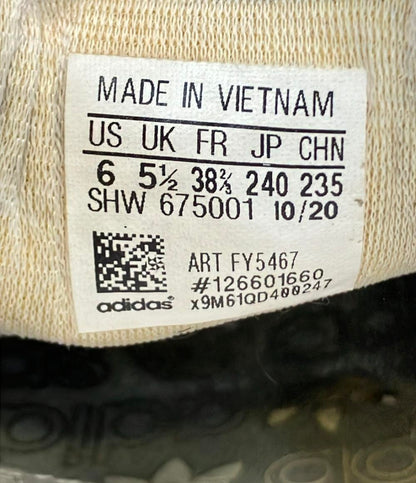 MADE IN VIETNAM
US UK FR JP CHN
6 5½ 38⅔ 240 235
SHW 675001 10/20
ART FY5467
#126601660
adidas x9M61QD400247